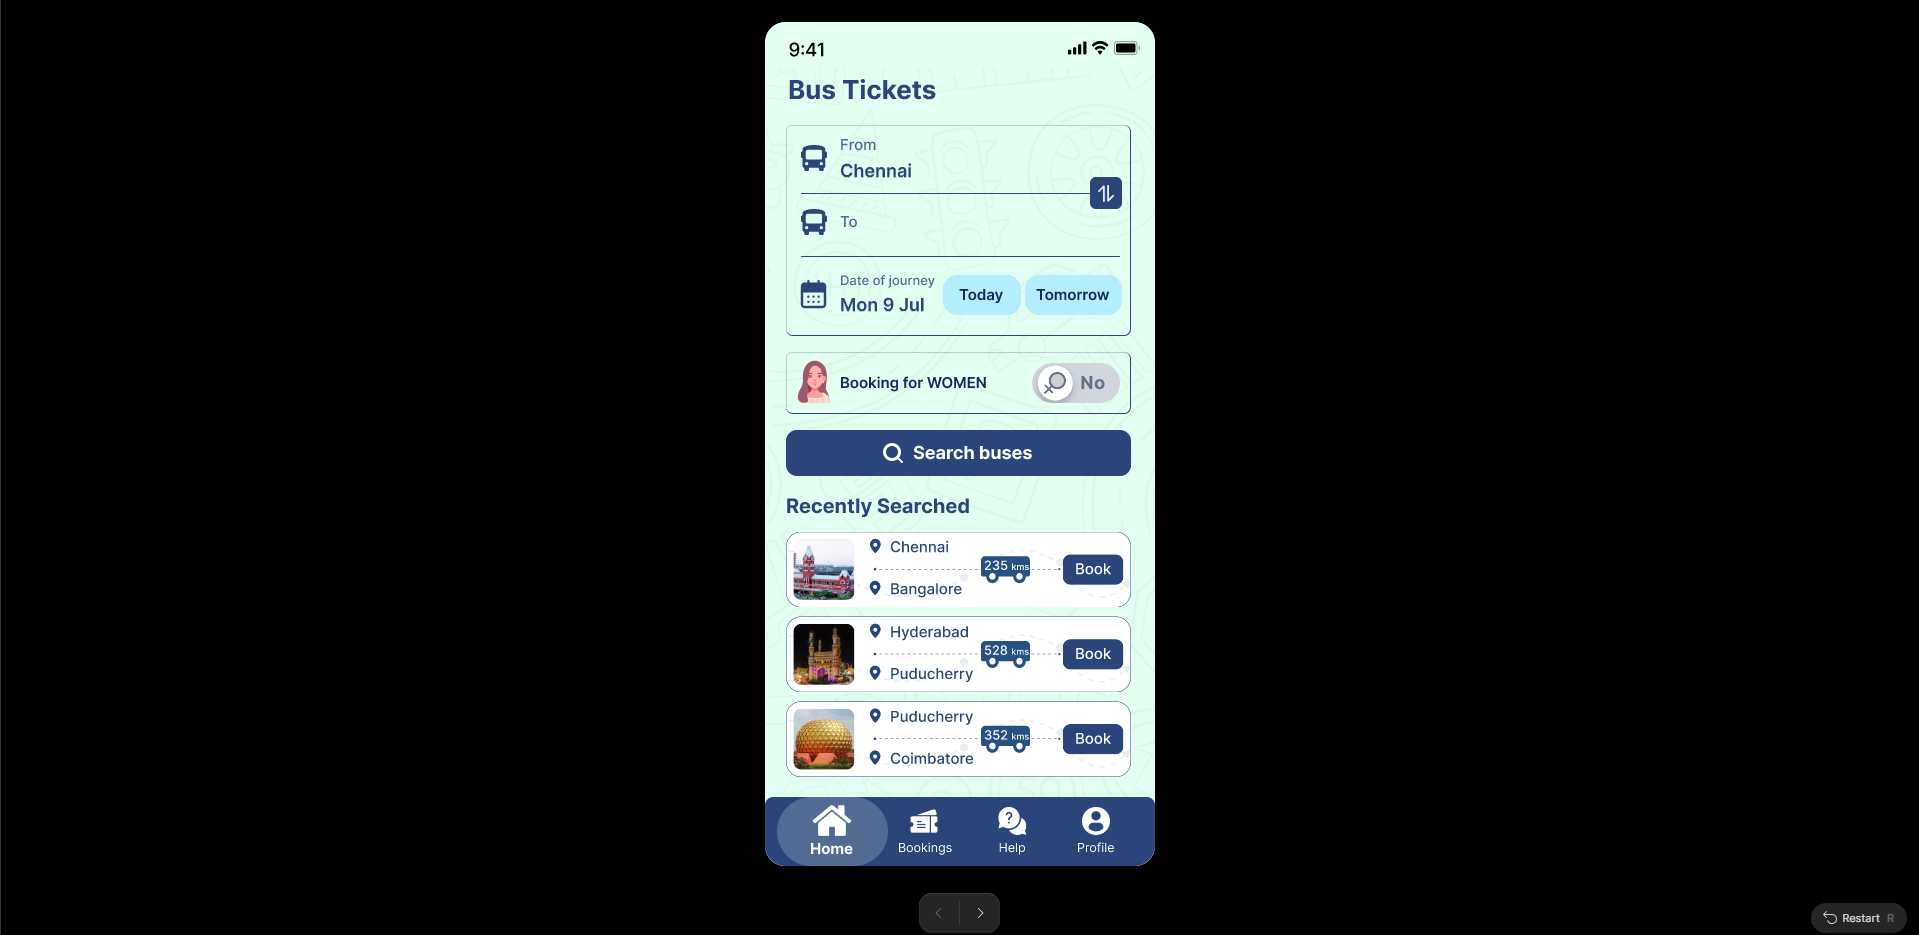 9:41
Bus Tickets
From
Chennai
To
Date of journey
Mon 9 Jul
Today
Tomorrow
Booking for WOMEN
No
Search buses
Recently Searched
Chennai
235 kms
Book
Bangalore
Hyderabad
528 kms
Book
Puducherry
Puducherry
352 kms
Book
Coimbatore
Home
Bookings
Help
Profile
Restart R